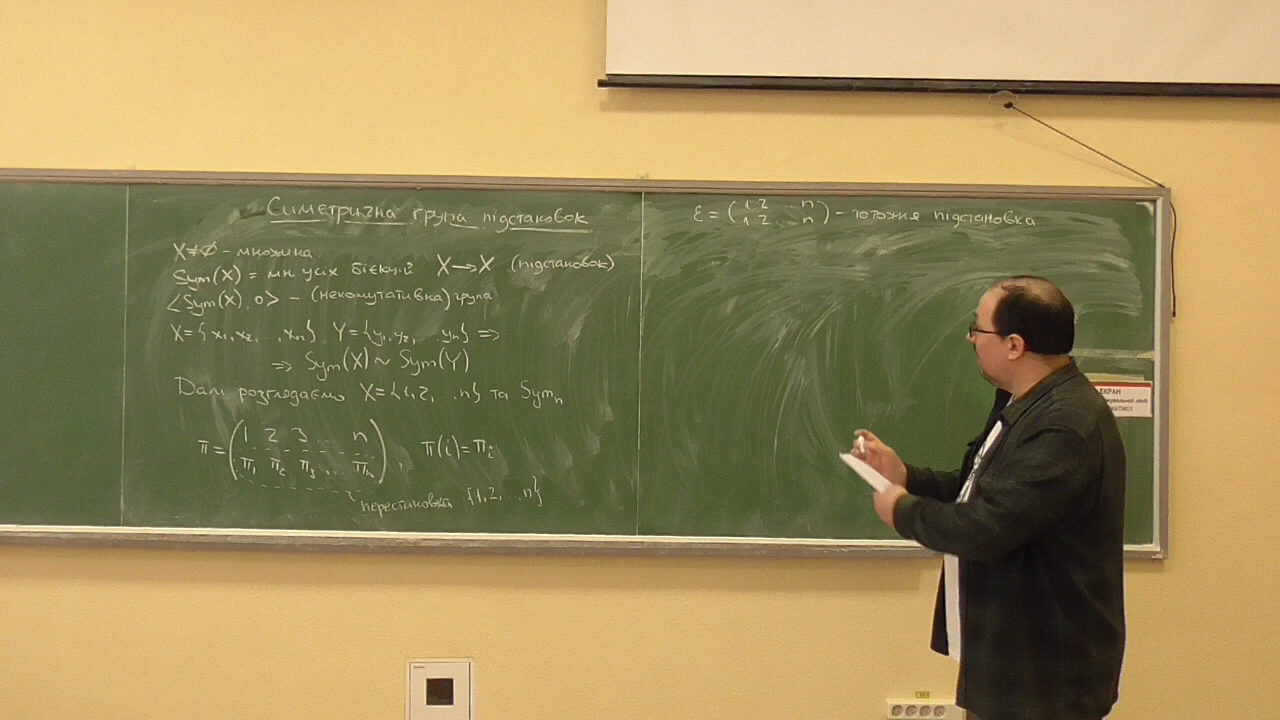 Симетрична група підстановок
X≠∅ - множина
Sym(X) = мн. усіх бієкцій X→X (підстановок)
⟨Sym(X), ∘⟩ - (некомутативна) група
X={x₁,x₂, .. ,xₙ} Y={y₁,y₂, .. yₙ} ⇒
⇒ Sym(X) ~ Sym(Y)
Далі розглядаємо X={1,2, ...n} та Symₙ
π = (1 2 3 ... n
π₁ π₂ π₃ ... πₙ), π(i)=πᵢ
перестановка {1,2,...n}
ε = (1 2 .. n
1 2 .. n) - тотожня підстановка
ЕКРАН